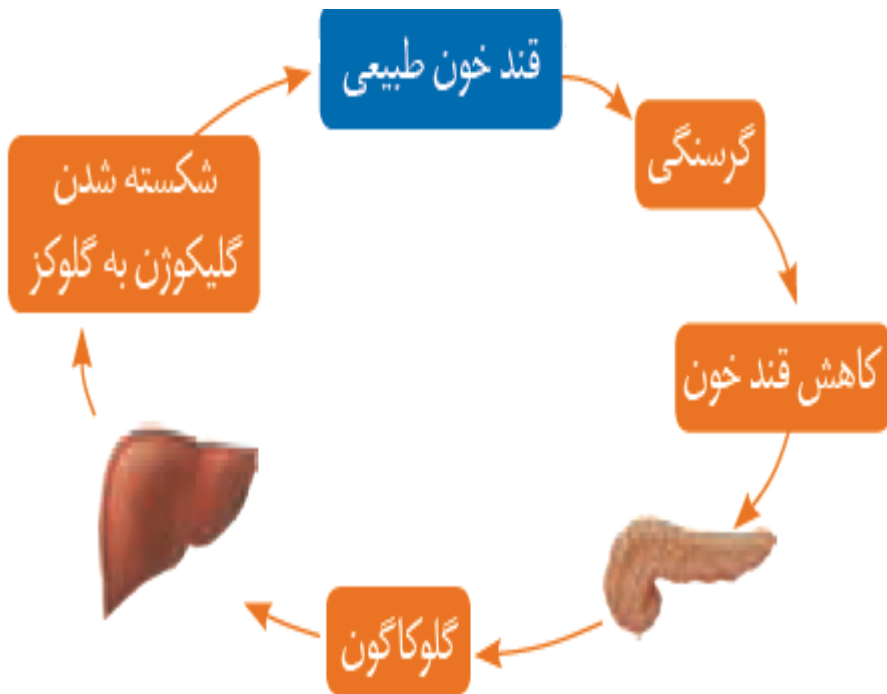 قند خون طبیعی
گرسنگی
کاهش قند خون
گلوکاگون
شکسته شدن
گلیکوژن به گلوکز